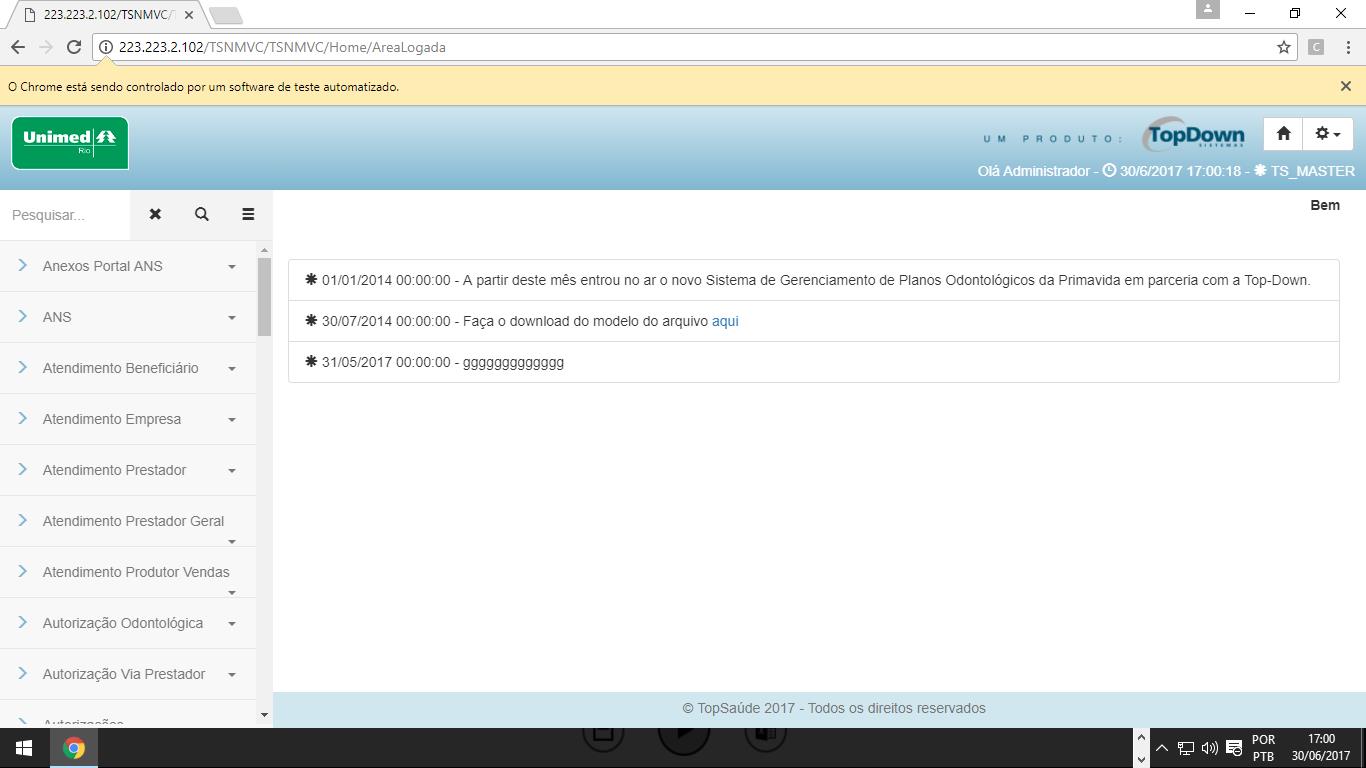 223.223.2.102/TSNMVC/
223.223.2.102/TSNMVC/TSNMVC/Home/AreaLogada
C
O Chrome está sendo controlado por um software de teste automatizado.
Unimed
Rio
UM PRODUTO:
TopDown
SISTEMAS
Olá Administrador - 30/6/2017 17:00:18 - TS_MASTER
Pesquisar...
Bem
Anexos Portal ANS
ANS
Atendimento Beneficiário
Atendimento Empresa
Atendimento Prestador
Atendimento Prestador Geral
Atendimento Produtor Vendas
Autorização Odontológica
Autorização Via Prestador
Autorizações
01/01/2014 00:00:00 - A partir deste mês entrou no ar o novo Sistema de Gerenciamento de Planos Odontológicos da Primavida em parceria com a Top-Down.
30/07/2014 00:00:00 - Faça o download do modelo do arquivo aqui
31/05/2017 00:00:00 - ggggggggggggg
© TopSaúde 2017 - Todos os direitos reservados
POR
PTB
17:00
30/06/2017